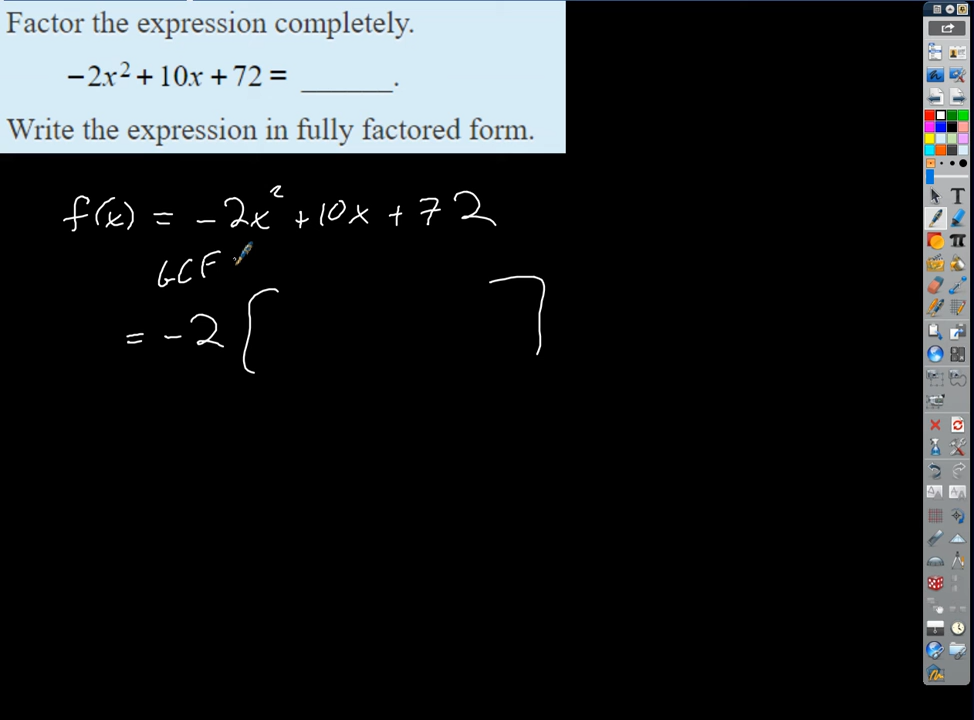 Factor the expression completely.
−2x² + 10x + 72 = ______.
Write the expression in fully factored form.
f(x) = -2x² + 10x + 72
GCF
= -2 [ ]